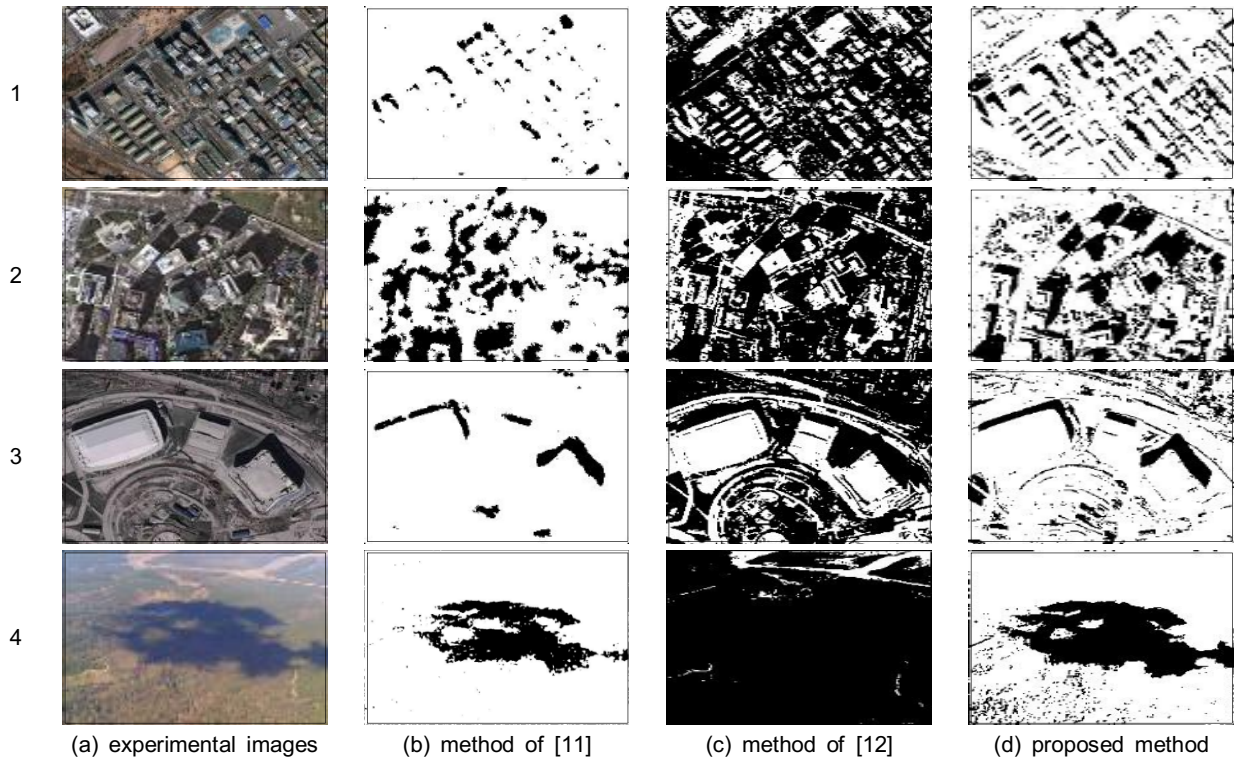 1
2
3
4
(a) experimental images (b) method of [11] (c) method of [12] (d) proposed method